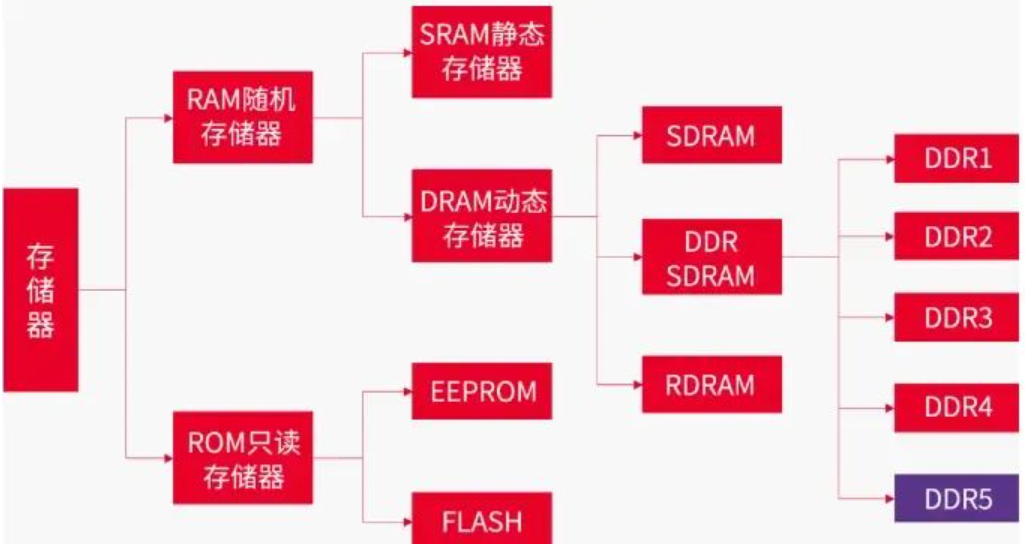 存
储
器
RAM随机
存储器
ROM只读
存储器
SRAM静态
存储器
DRAM动态
存储器
EEPROM
FLASH
SDRAM
DDR
SDRAM
RDRAM
DDR1
DDR2
DDR3
DDR4
DDR5